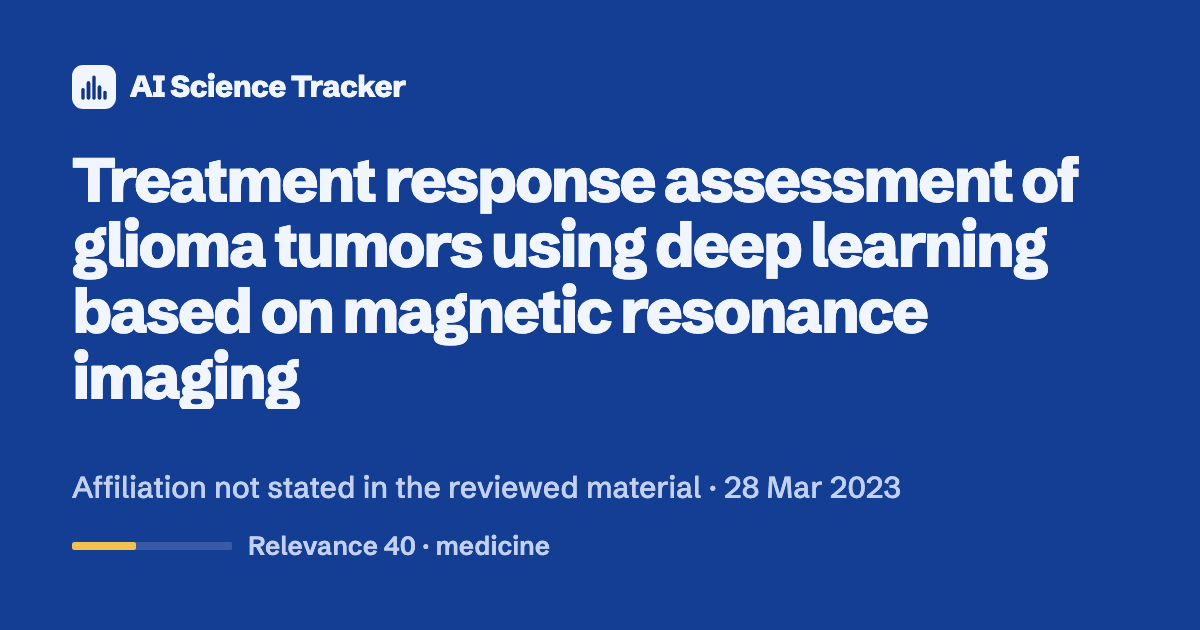 AI Science Tracker
Treatment response assessment of
glioma tumors using deep learning
based on magnetic resonance
imaging
Affiliation not stated in the reviewed material · 28 Mar 2023
Relevance 40 · medicine